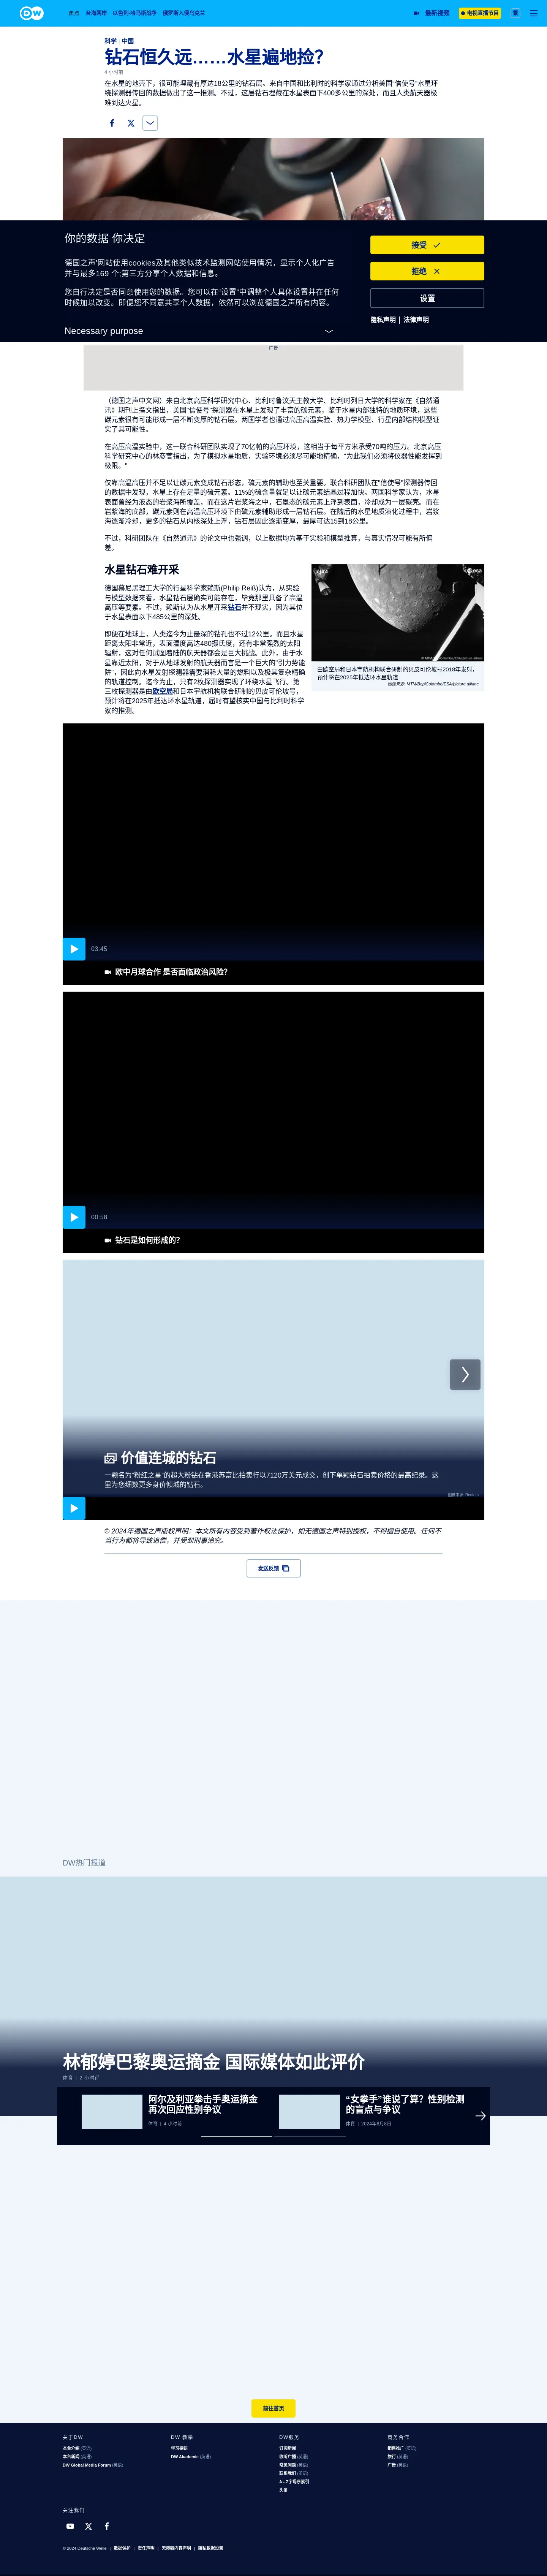 焦点
台海两岸
以色列-哈马斯战争
俄罗斯入侵乌克兰
最新视频
电视直播节目
繁
科学 | 中国
钻石恒久远……水星遍地捡？
4 小时前
在水星的地壳下，很可能埋藏有厚达18公里的钻石层。来自中国和比利时的科学家通过分析美国"信使号"水星环
绕探测器传回的数据做出了这一推测。不过，这层钻石埋藏在水星表面下400多公里的深处，而且人类航天器极
难到达火星。
你的数据 你决定
德国之声'网站使用cookies及其他类似技术监测网站使用情况，显示个人化广告
并与最多169 个;第三方分享个人数据和信息。
您自行决定是否同意使用您的数据。您可以在“设置”中调整个人具体设置并在任何
时候加以改变。即便您不同意共享个人数据，依然可以浏览德国之声所有内容。
Necessary purpose
接受
拒绝
设置
隐私声明 | 法律声明
广告
（德国之声中文网）来自北京高压科学研究中心、比利时鲁汶天主教大学、比利时列日大学的科学家在《自然通
讯》期刊上撰文指出，美国"信使号"探测器在水星上发现了丰富的碳元素，鉴于水星内部独特的地质环境，这些
碳元素很有可能形成一层不断变厚的钻石层。两国学者也通过高压高温实验、热力学模型、行星内部结构模型证
实了其可能性。
在高压高温实验中，这一联合科研团队实现了70亿帕的高压环境，这相当于每平方米承受70吨的压力。北京高压
科学研究中心的林彦蒿指出，为了模拟水星地质，实验环境必须尽可能地精确，"为此我们必须将仪器性能发挥到
极限。"
仅靠高温高压并不足以让碳元素变成钻石形态，硫元素的辅助也至关重要。联合科研团队在"信使号"探测器传回
的数据中发现，水星上存在足量的硫元素。11%的硫含量就足以让碳元素结晶过程加快。两国科学家认为，水星
表面曾经为液态的岩浆海所覆盖，而在这片岩浆海之中，石墨态的碳元素上浮到表面，冷却成为一层碳壳。而在
岩浆海的底部，碳元素则在高温高压环境下由硫元素辅助形成一层钻石层。在随后的水星地质演化过程中，岩浆
海逐渐冷却，更多的钻石从内核深处上浮，钻石层因此逐渐变厚，最厚可达15到18公里。
不过，科研团队在《自然通讯》的论文中也强调，以上数据均为基于实验和模型推算，与真实情况可能有所偏
差。
水星钻石难开采
德国慕尼黑理工大学的行星科学家赖斯(Philip Reiß)认为，从实验
与模型数据来看，水星钻石层确实可能存在，毕竟那里具备了高温
高压等要素。不过，赖斯认为从水星开采钻石并不现实，因为其位
于水星表面以下485公里的深处。
即便在地球上，人类迄今为止最深的钻孔也不过12公里。而且水星
距离太阳非常近，表面温度高达480摄氏度，还有非常强烈的太阳
辐射，这对任何试图着陆的航天器都会是巨大挑战。此外，由于水
星靠近太阳，对于从地球发射的航天器而言是一个巨大的"引力势能
阱"，因此向水星发射探测器需要消耗大量的燃料以及极其复杂精确
的轨道控制。迄今为止，只有2枚探测器实现了环绕水星飞行。第
三枚探测器是由欧空局和日本宇航机构联合研制的贝皮可伦坡号，
预计将在2025年抵达环水星轨道，届时有望核实中国与比利时科学
家的推测。
由欧空局和日本宇航机构联合研制的贝皮可伦坡号2018年发射，
预计将在2025年抵达环水星轨道
图像来源: MTM/BepiColombo/ESA/picture allianc
03:45
欧中月球合作 是否面临政治风险？
00:58
钻石是如何形成的？
价值连城的钻石
一颗名为“粉红之星”的超大粉钻在香港苏富比拍卖行以7120万美元成交，创下单颗钻石拍卖价格的最高纪录。这
里为您细数更多身价倾城的钻石。
图像来源: Reuters
© 2024年德国之声版权声明：本文所有内容受到著作权法保护，如无德国之声特别授权，不得擅自使用。任何不
当行为都将导致追偿，并受到刑事追究。
发送反馈
DW热门报道
林郁婷巴黎奥运摘金 国际媒体如此评价
体育 | 2 小时前
阿尔及利亚拳击手奥运摘金
再次回应性别争议
体育 | 4 小时前
“女拳手”谁说了算？性别检测
的盲点与争议
体育 | 2024年8月9日
前往首页
关于DW
本台介绍 (英语)
本台新闻 (英语)
DW Global Media Forum (英语)
DW 教學
学习德语
DW Akademie (英语)
DW服务
订阅新闻
收听广播 (英语)
常见问题 (英语)
联系我们 (英语)
A - Z字母序索引
头条
商务合作
销售推广 (英语)
旅行 (英语)
广告 (英语)
关注我们
© 2024 Deutsche Welle | 数据保护 | 责任声明 | 无障碍内容声明 | 隐私数据设置